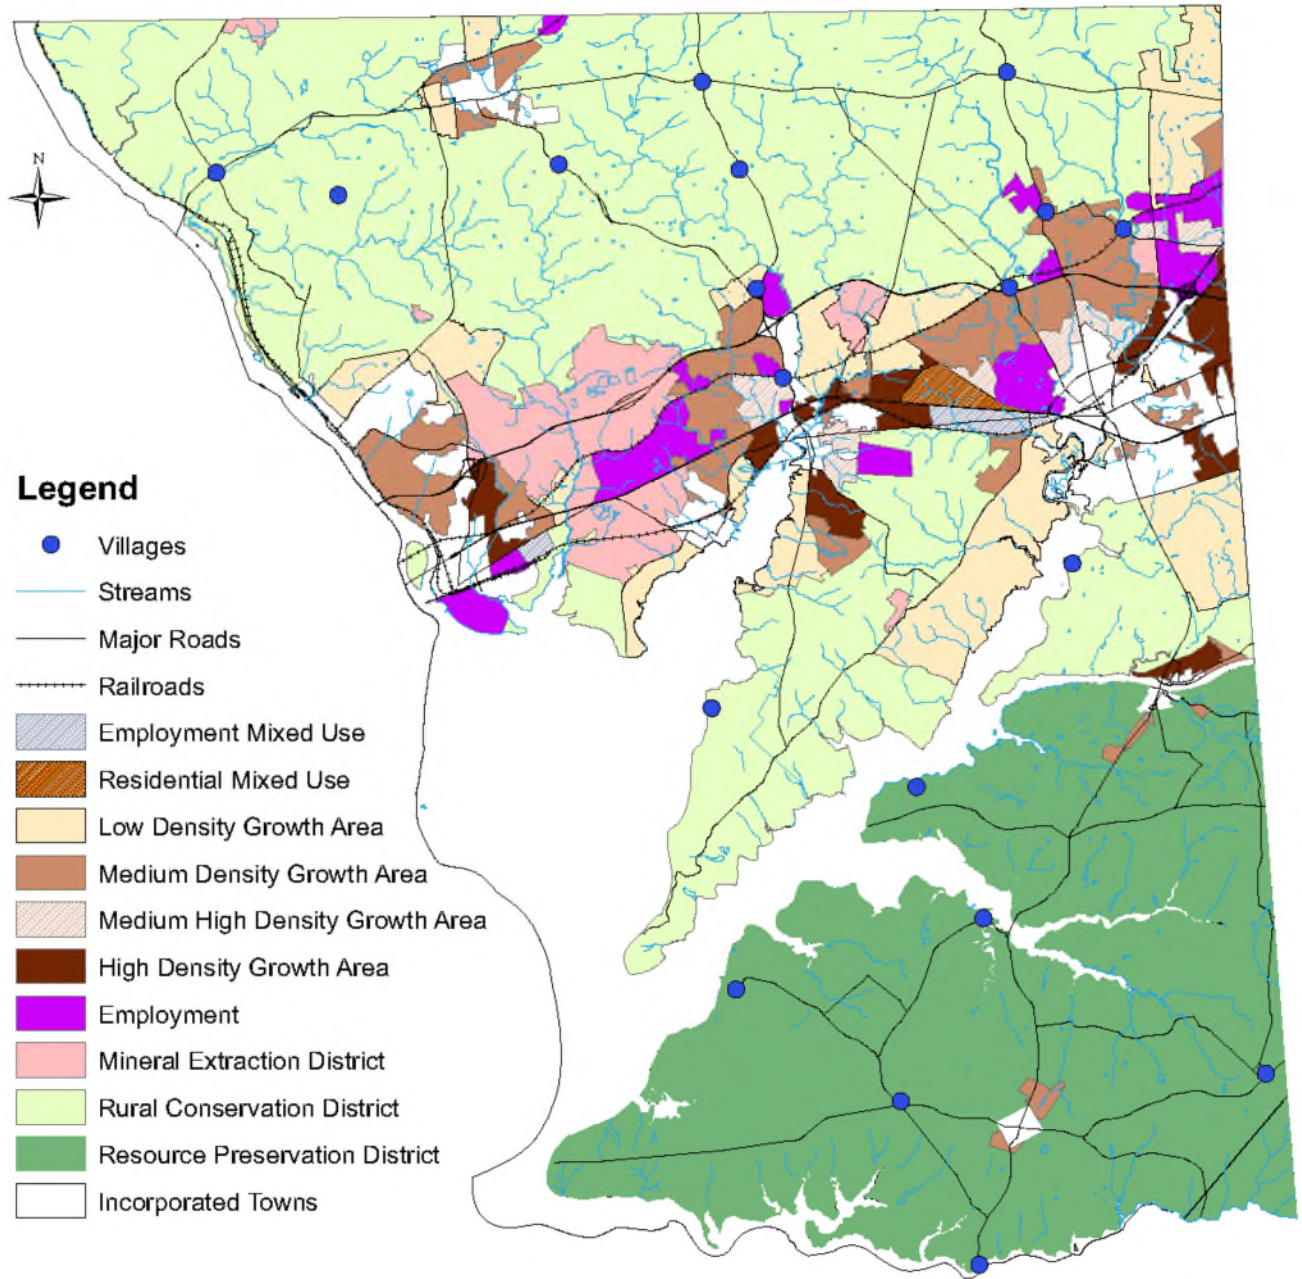 N
Legend
Villages
Streams
Major Roads
Railroads
Employment Mixed Use
Residential Mixed Use
Low Density Growth Area
Medium Density Growth Area
Medium High Density Growth Area
High Density Growth Area
Employment
Mineral Extraction District
Rural Conservation District
Resource Preservation District
Incorporated Towns